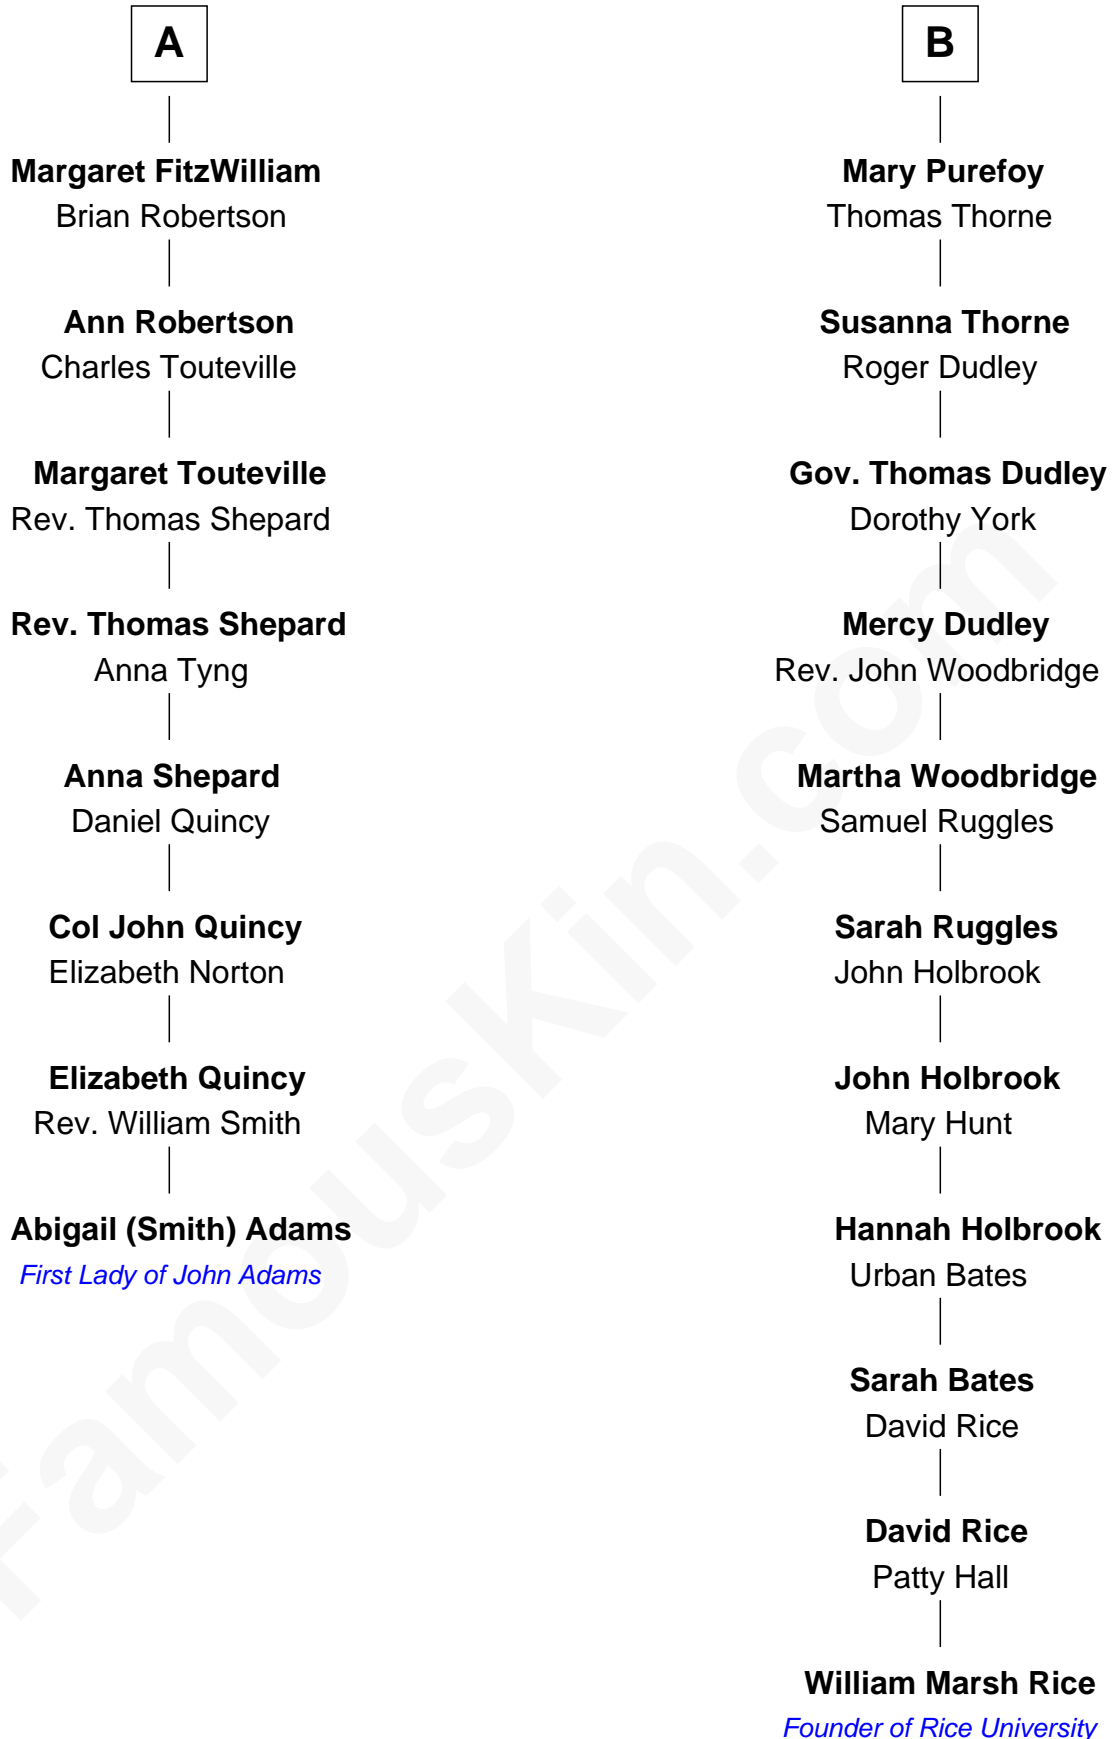 A
Margaret FitzWilliam
Brian Robertson
Ann Robertson
Charles Touteville
Margaret Touteville
Rev. Thomas Shepard
Rev. Thomas Shepard
Anna Tyng
Anna Shepard
Daniel Quincy
Col John Quincy
Elizabeth Norton
Elizabeth Quincy
Rev. William Smith
Abigail (Smith) Adams
First Lady of John Adams
B
Mary Purefoy
Thomas Thorne
Susanna Thorne
Roger Dudley
Gov. Thomas Dudley
Dorothy York
Mercy Dudley
Rev. John Woodbridge
Martha Woodbridge
Samuel Ruggles
Sarah Ruggles
John Holbrook
John Holbrook
Mary Hunt
Hannah Holbrook
Urban Bates
Sarah Bates
David Rice
David Rice
Patty Hall
William Marsh Rice
Founder of Rice University
FamousKin.com